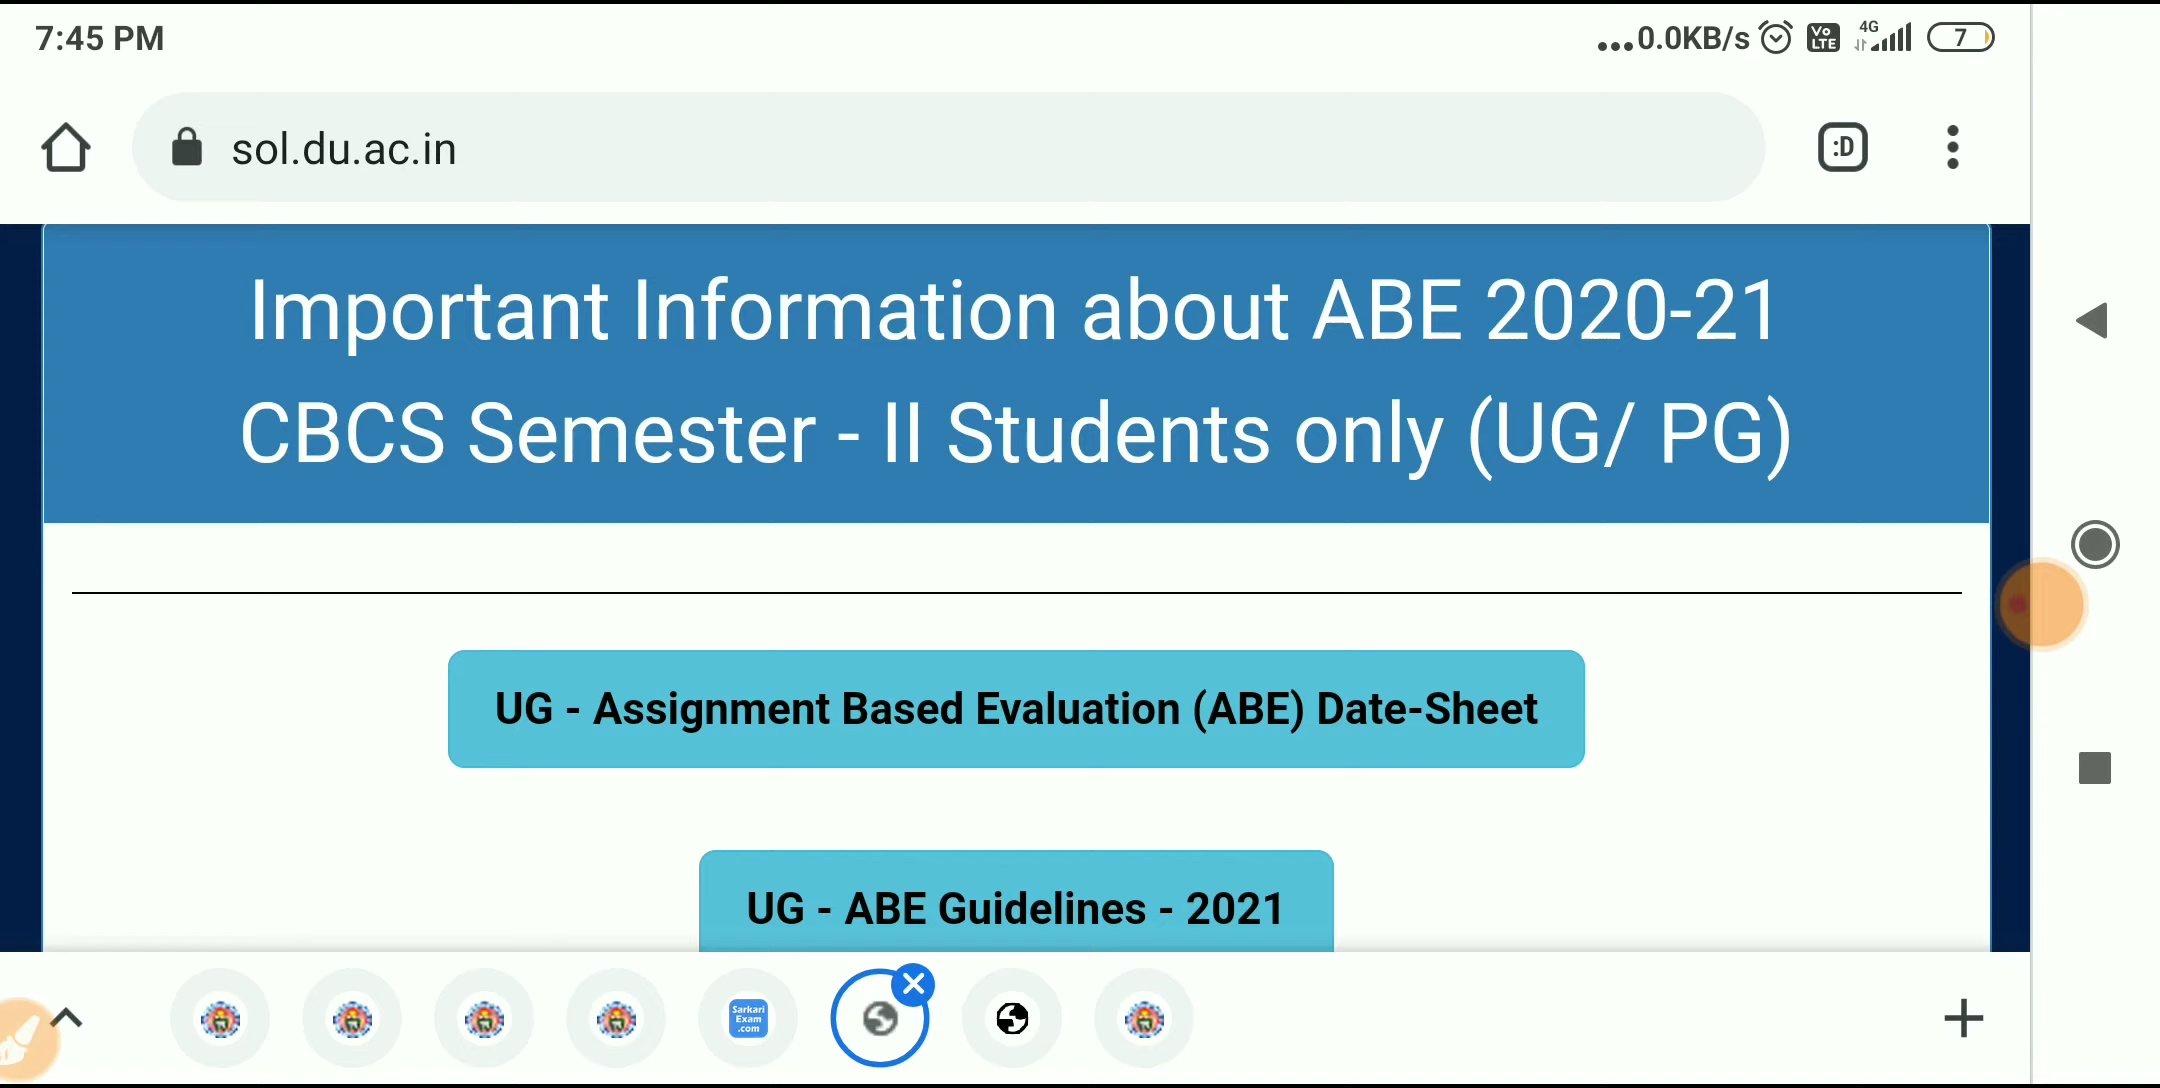 7:45 PM
...0.0KB/s Vo LTE 4G 7
sol.du.ac.in :D
Important Information about ABE 2020-21
CBCS Semester - II Students only (UG/ PG)
UG - Assignment Based Evaluation (ABE) Date-Sheet
UG - ABE Guidelines - 2021
Sarkari
Exam
.com